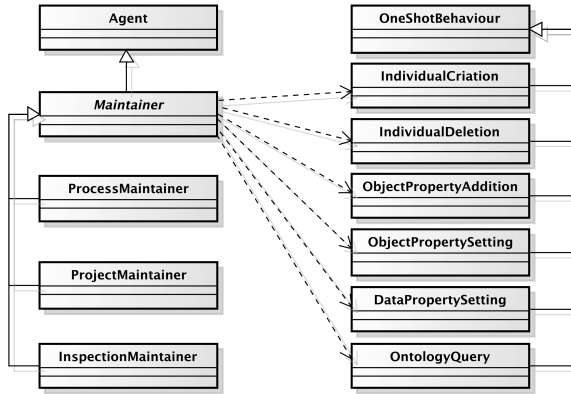 Agent
OneShotBehaviour
Maintainer
IndividualCriation
IndividualDeletion
ProcessMaintainer
ObjectPropertyAddition
ObjectPropertySetting
ProjectMaintainer
DataPropertySetting
InspectionMaintainer
OntologyQuery